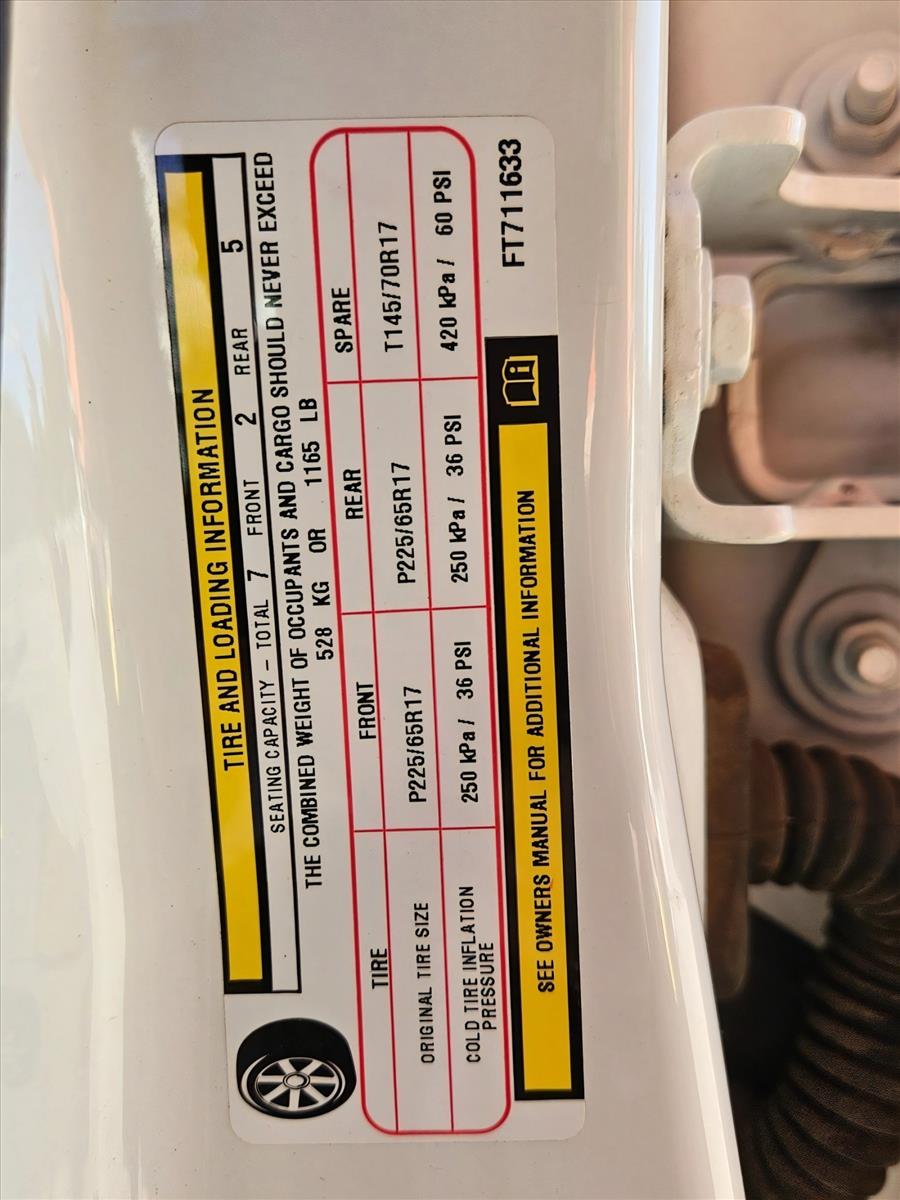 TIRE AND LOADING INFORMATION
SEATING CAPACITY - TOTAL 7 FRONT 2 REAR 5
THE COMBINED WEIGHT OF OCCUPANTS AND CARGO SHOULD NEVER EXCEED
528 KG OR 1165 LB
TIRE FRONT REAR SPARE
ORIGINAL TIRE SIZE P225/65R17 P225/65R17 T145/70R17
COLD TIRE INFLATION
PRESSURE 250 kPa / 36 PSI 250 kPa / 36 PSI 420 kPa / 60 PSI
SEE OWNERS MANUAL FOR ADDITIONAL INFORMATION
FT711633